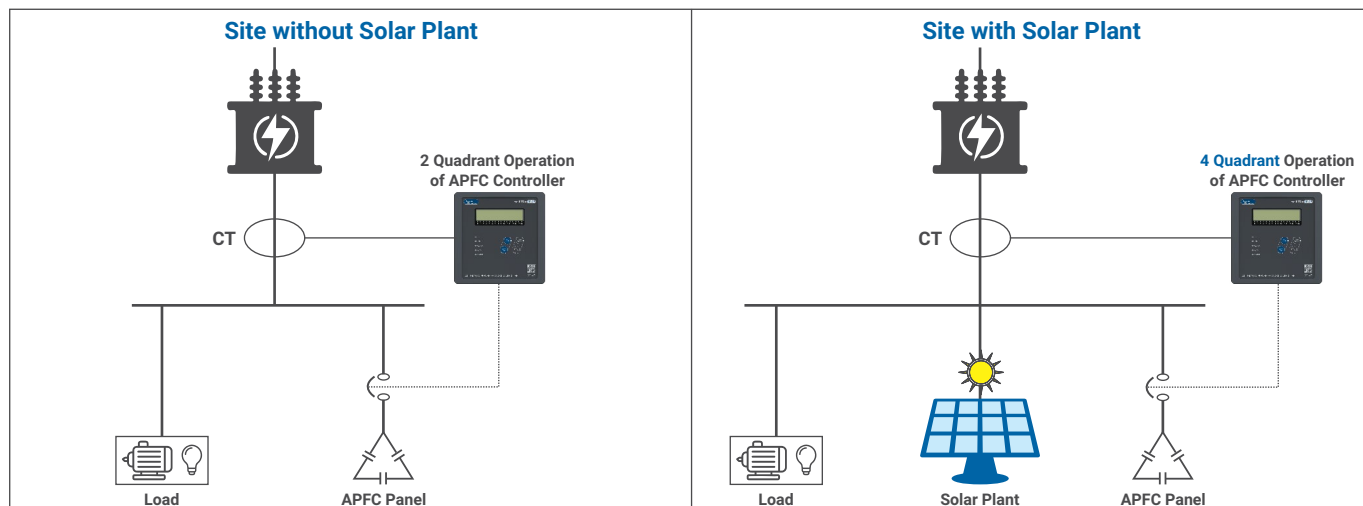 Site without Solar Plant
2 Quadrant Operation
of APFC Controller
CT
Load
APFC Panel
Site with Solar Plant
4 Quadrant Operation
of APFC Controller
CT
Load
Solar Plant
APFC Panel